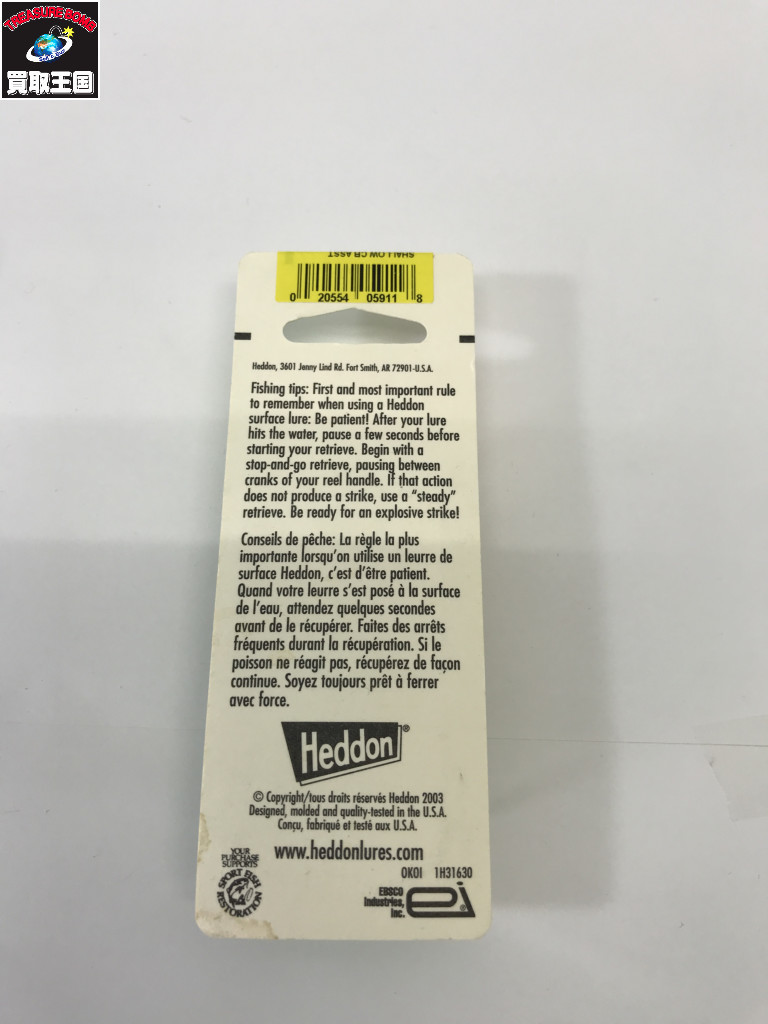 TREASURE BOMB
買取王国
SHALLOW CB ASST
0 20554 05911 8
Heddon, 3601 Jenny Lind Rd. Fort Smith, AR 72901-U.S.A.
Fishing tips: First and most important rule
to remember when using a Heddon
surface lure: Be patient! After your lure
hits the water, pause a few seconds before
starting your retrieve. Begin with a
stop-and-go retrieve, pausing between
cranks of your reel handle. If that action
does not produce a strike, use a “steady”
retrieve. Be ready for an explosive strike!
Conseils de pêche: La règle la plus
importante lorsqu'on utilise un leurre de
surface Heddon, c'est d'être patient.
Quand votre leurre s'est posé à la surface
de l'eau, attendez quelques secondes
avant de le récupérer. Faites des arrêts
fréquents durant la récupération. Si le
poisson ne réagit pas, récupérez de façon
continue. Soyez toujours prêt à ferrer
avec force.
Heddon®
© Copyright/tous droits réservés Heddon 2003
Designed, molded and quality-tested in the U.S.A.
Conçu, fabriqué et testé aux U.S.A.
www.heddonlures.com
YOUR
PURCHASE
SUPPORTS
SPORT FISH
RESTORATION
OKOI 1H31630
EBSCO
Industries,
Inc.
ei®